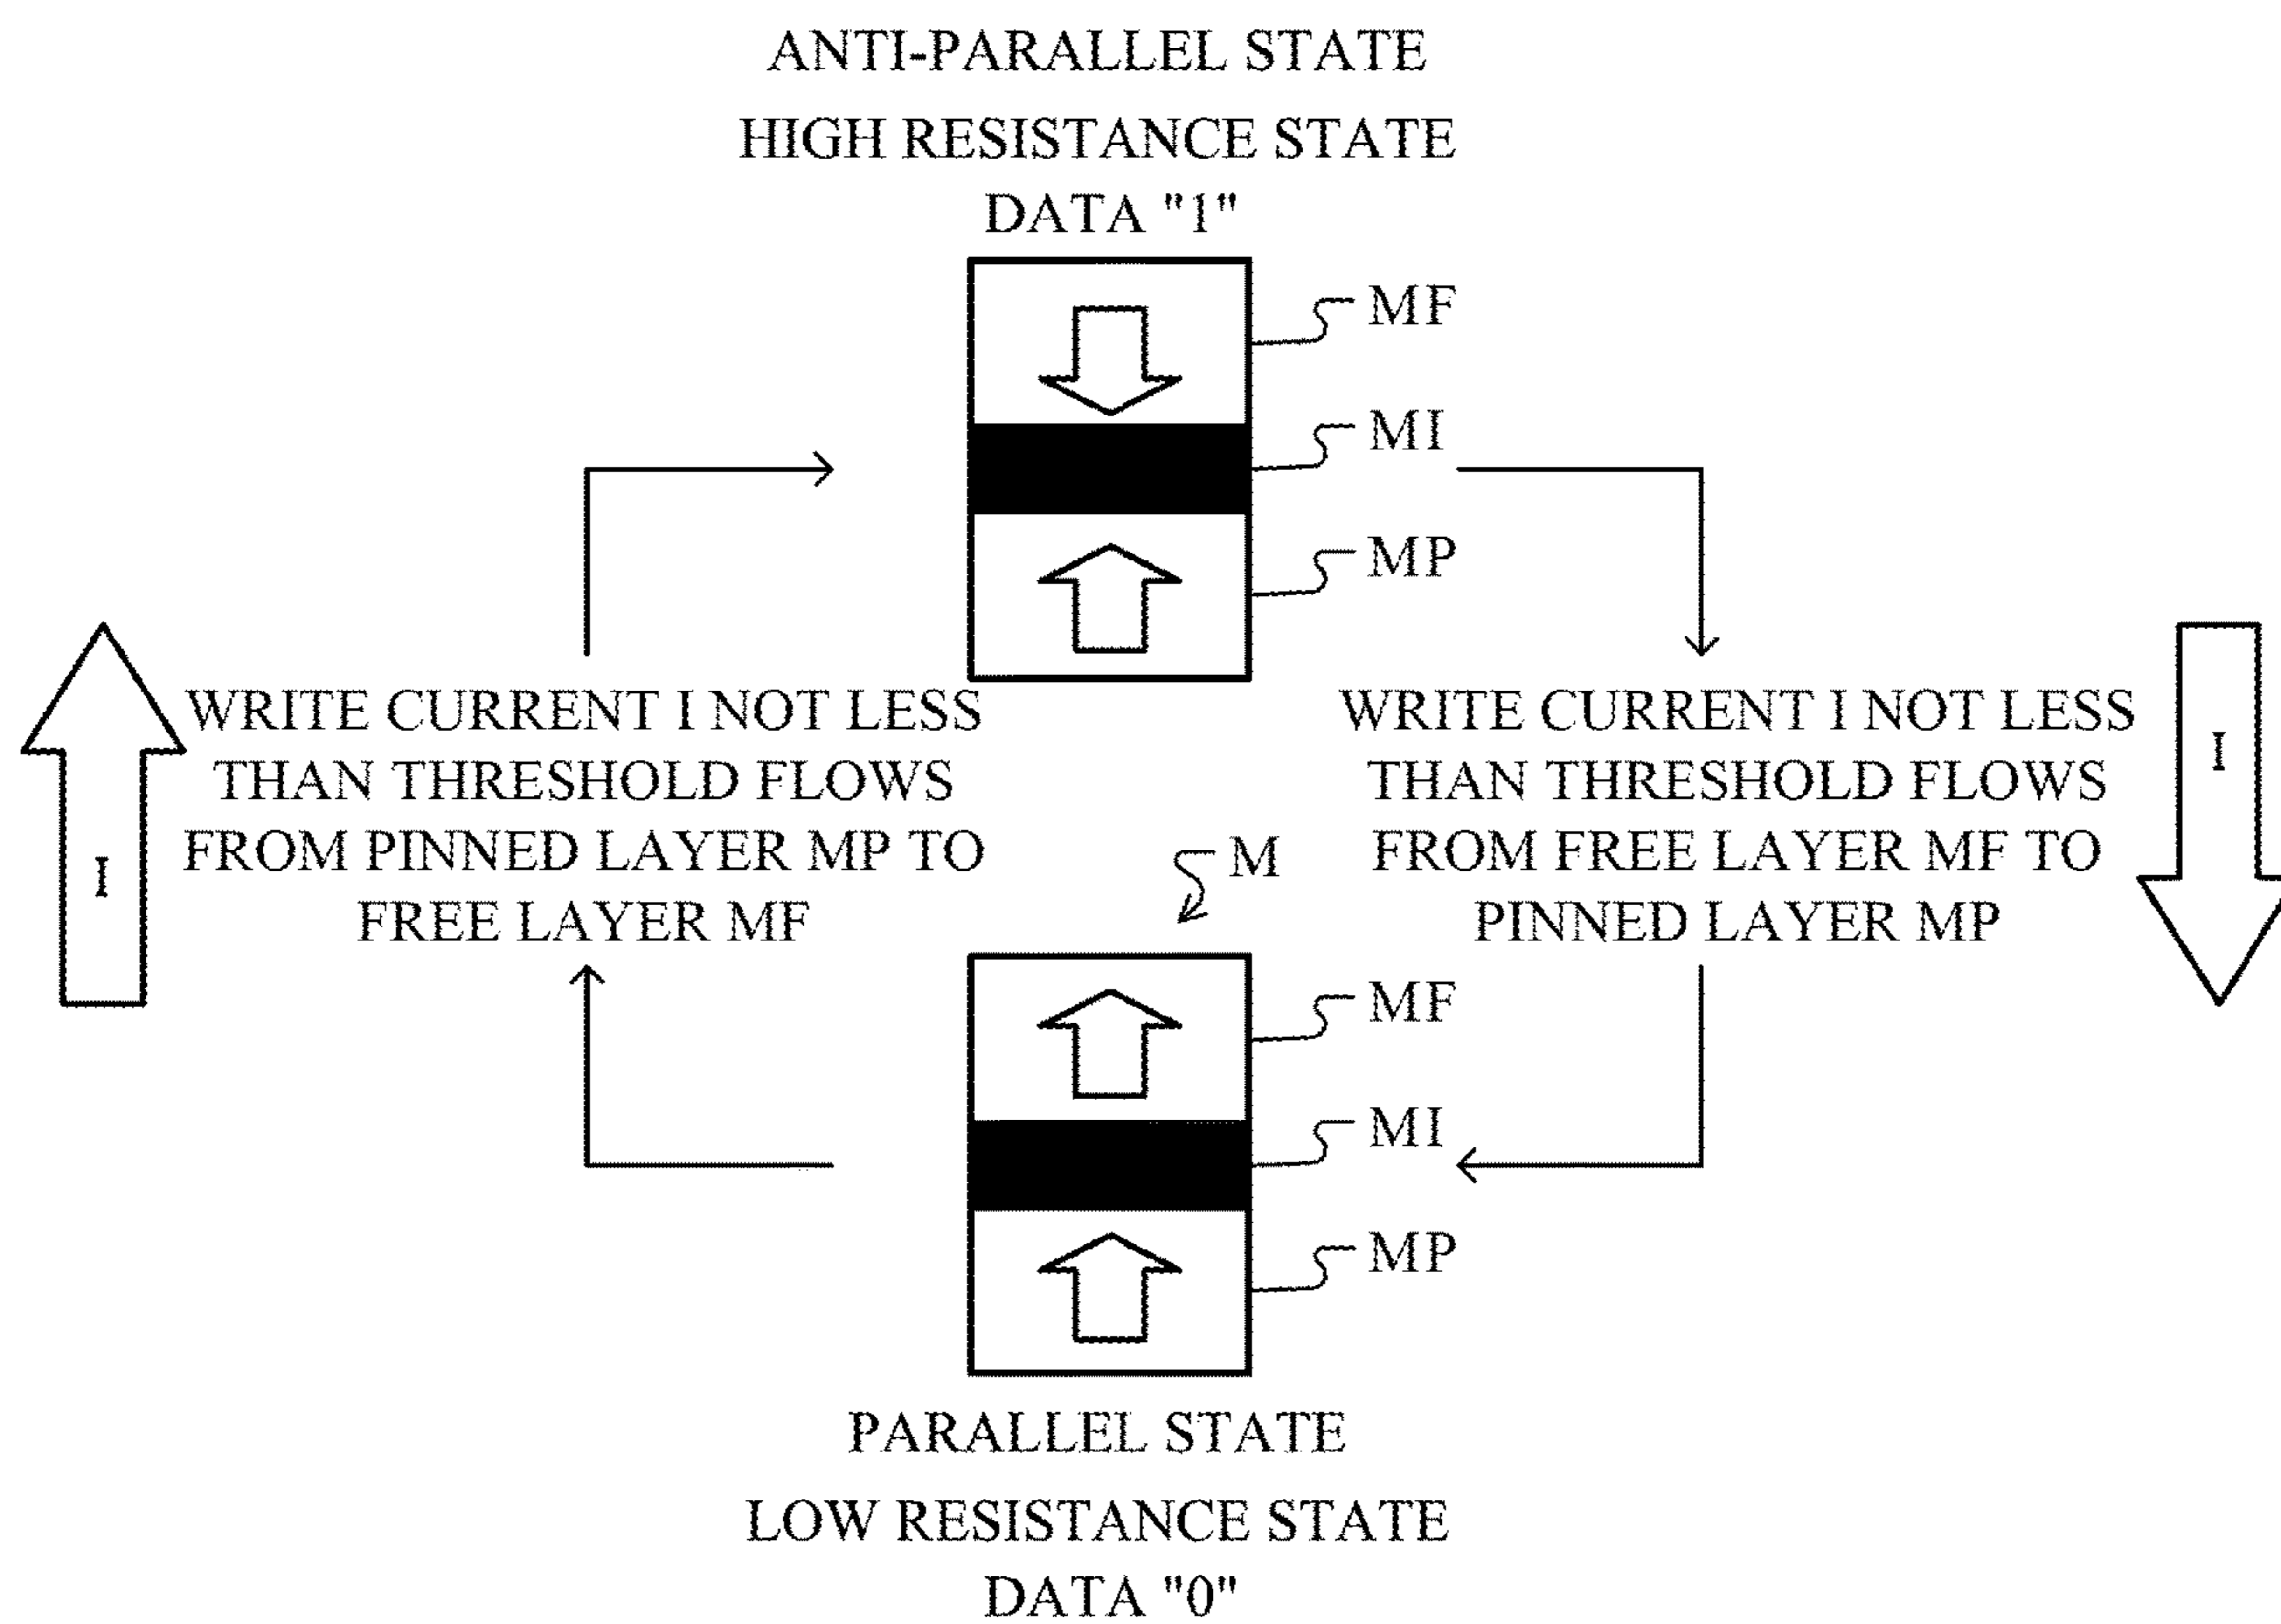 ANTI-PARALLEL STATE
HIGH RESISTANCE STATE
DATA "1"
MF
MI
MP
I
WRITE CURRENT I NOT LESS
THAN THRESHOLD FLOWS
FROM PINNED LAYER MP TO
FREE LAYER MF
WRITE CURRENT I NOT LESS
THAN THRESHOLD FLOWS
FROM FREE LAYER MF TO
PINNED LAYER MP
I
M
MF
MI
MP
PARALLEL STATE
LOW RESISTANCE STATE
DATA "0"